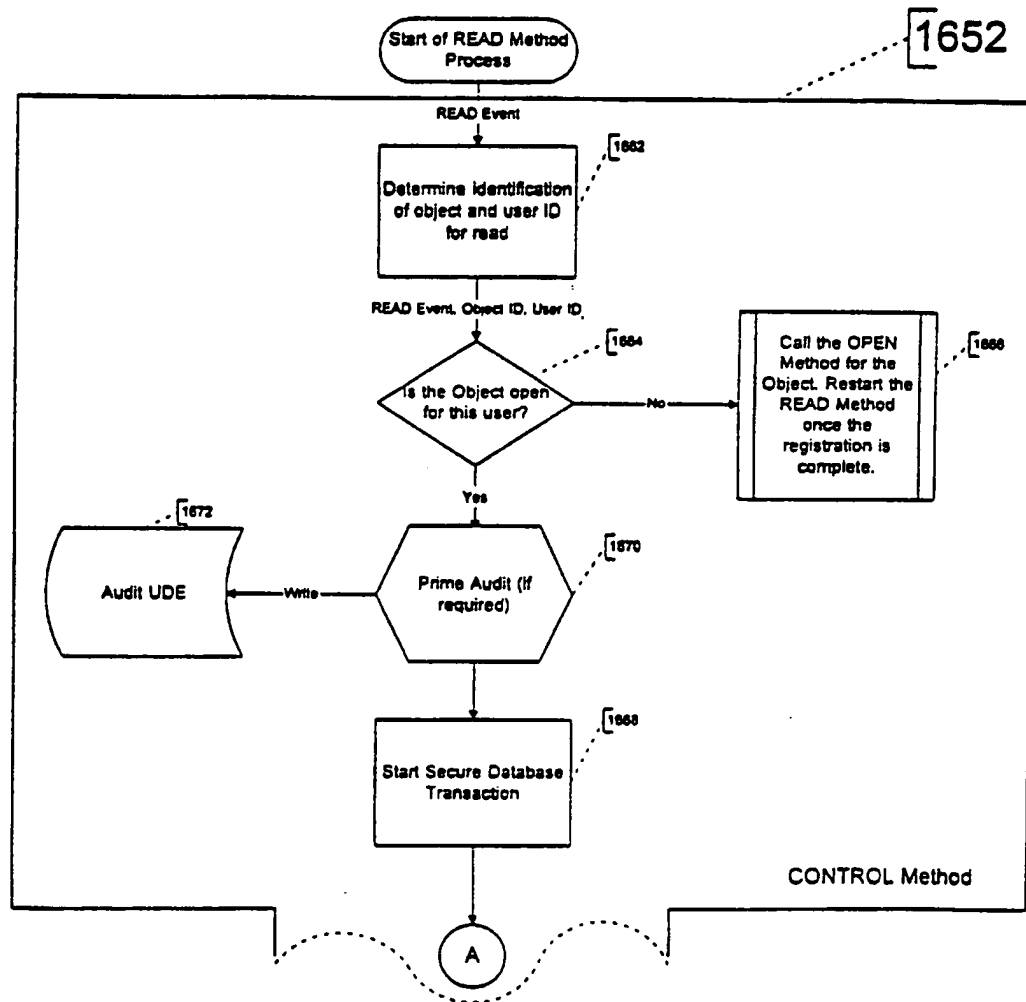 Start of READ Method
Process
1652
READ Event
1662
Determine identification
of object and user ID
for read
READ Event, Object ID, User ID
1664
Is the Object open
for this user?
No
Call the OPEN
Method for the
Object. Restart the
READ Method
once the
registration is
complete.
1666
Yes
1672
Audit UDE
Write
Prime Audit (if
required)
1670
1668
Start Secure Database
Transaction
CONTROL Method
A